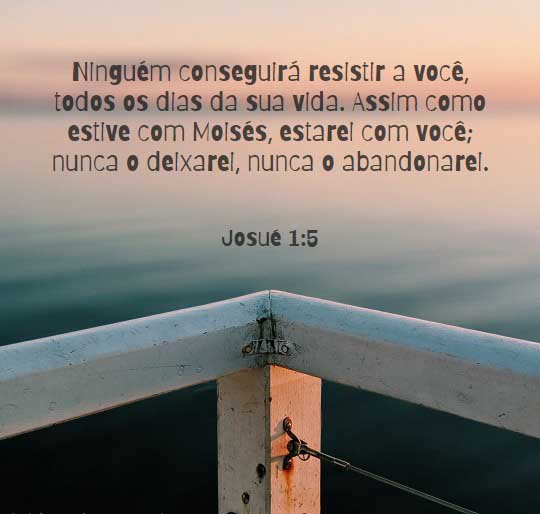 Ninguém conseguirá resistir a você,
todos os dias da sua vida. Assim como
estive com Moisés, estarei com você;
nunca o deixarei, nunca o abandonarei.
Josué 1:5